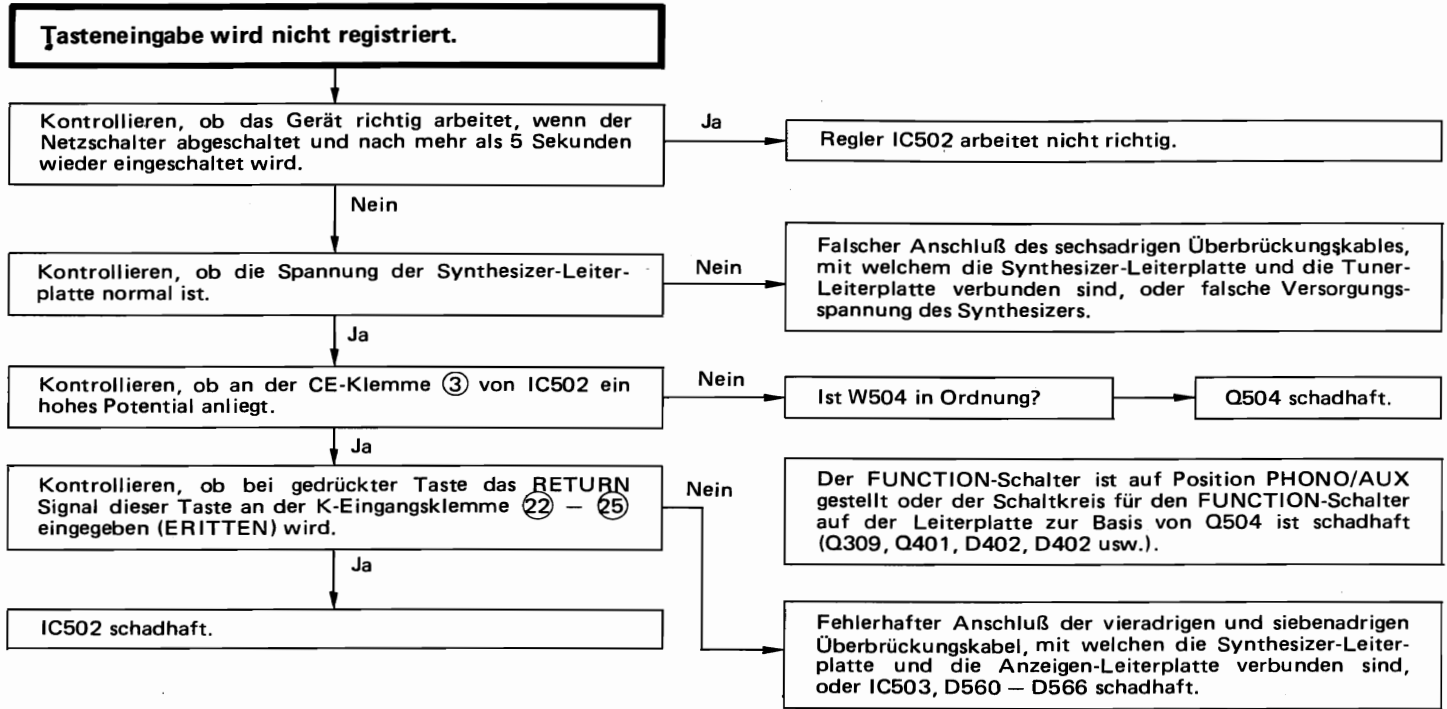 Tasteneingabe wird nicht registriert.
Kontrollieren, ob das Gerät richtig arbeitet, wenn der
Netzschalter abgeschaltet und nach mehr als 5 Sekunden
wieder eingeschaltet wird.
Ja
Regler IC502 arbeitet nicht richtig.
Nein
Kontrollieren, ob die Spannung der Synthesizer-Leiter-
platte normal ist.
Nein
Falscher Anschluß des sechsadrigen Überbrückungskables,
mit welchem die Synthesizer-Leiterplatte und die Tuner-
Leiterplatte verbunden sind, oder falsche Versorgungs-
spannung des Synthesizers.
Ja
Kontrollieren, ob an der CE-Klemme ③ von IC502 ein
hohes Potential anliegt.
Nein
Ist W504 in Ordnung?
Q504 schadhaft.
Ja
Kontrollieren, ob bei gedrückter Taste das RETURN
Signal dieser Taste an der K-Eingangsklemme ㉒ – ㉕
eingegeben (ERITTEN) wird.
Nein
Der FUNCTION-Schalter ist auf Position PHONO/AUX
gestellt oder der Schaltkreis für den FUNCTION-Schalter
auf der Leiterplatte zur Basis von Q504 ist schadhaft
(Q309, Q401, D402, D402 usw.).
Ja
IC502 schadhaft.
Fehlerhafter Anschluß der vieradrigen und siebenadrigen
Überbrückungskabel, mit welchen die Synthesizer-Leiter-
platte und die Anzeigen-Leiterplatte verbunden sind,
oder IC503, D560 – D566 schadhaft.